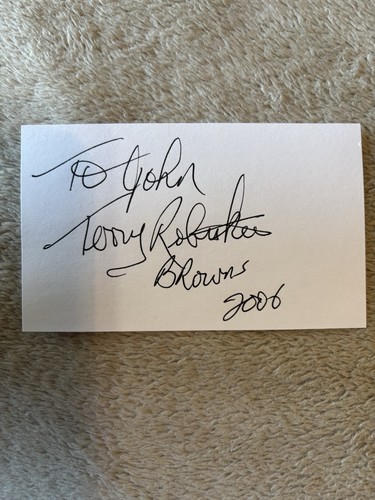 To John
Terry Robiskie
Browns
2006